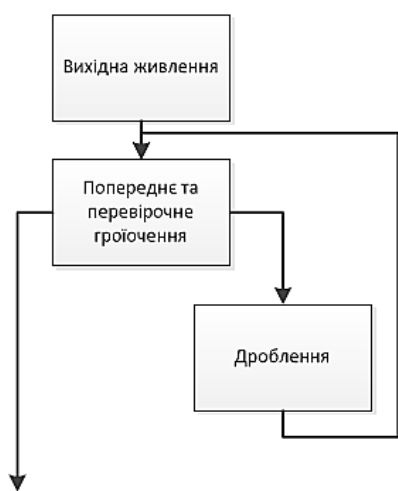 Вихідна живлення
Попереднє та
перевірочне
гроїочення
Дроблення